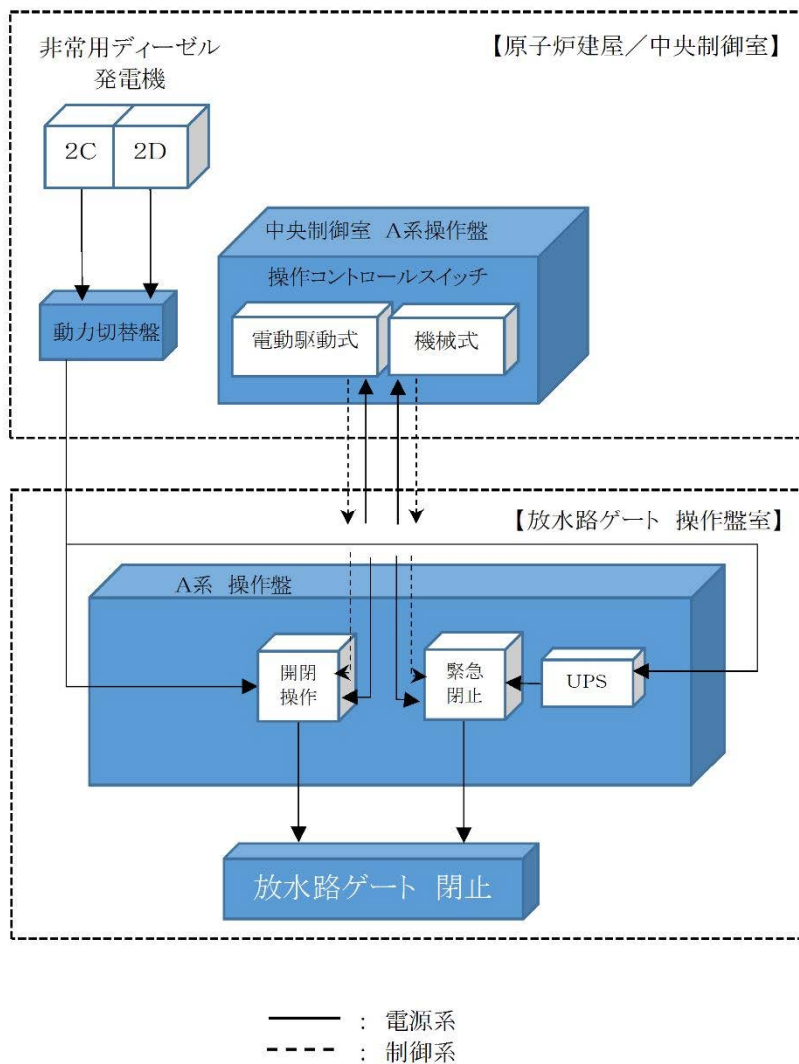 非常用ディーゼル
発電機
【原子炉建屋／中央制御室】
2C
2D
中央制御室 A系操作盤
操作コントロールスイッチ
動力切替盤
電動駆動式
機械式
【放水路ゲート 操作盤室】
A系 操作盤
開閉
操作
緊急
閉止
UPS
放水路ゲート 閉止
： 電源系
： 制御系